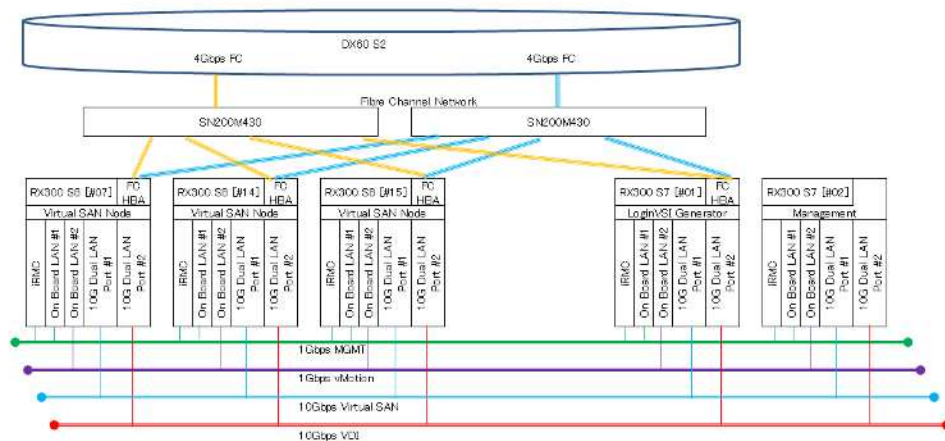 DX60 S2
4Gbps FC 4Gbps FC
Fibre Channel Network
SN200M430 SN200M430
RX300 S8 [#07] FC HBA RX300 S8 [#14] FC HBA RX300 S8 [#15] FC HBA RX300 S7 [#01] FC HBA RX300 S7 [#02]
Virtual SAN Node Virtual SAN Node Virtual SAN Node LoginVSI Generator Management
iRMC
On Board LAN #1
On Board LAN #2
10G Dual LAN
Port #1
10G Dual LAN
Port #2
iRMC
On Board LAN #1
On Board LAN #2
10G Dual LAN
Port #1
10G Dual LAN
Port #2
iRMC
On Board LAN #1
On Board LAN #2
10G Dual LAN
Port #1
10G Dual LAN
Port #2
iRMC
On Board LAN #1
On Board LAN #2
10G Dual LAN
Port #1
10G Dual LAN
Port #2
iRMC
On Board LAN #1
On Board LAN #2
10G Dual LAN
Port #1
10G Dual LAN
Port #2
1Gbps MGMT
1Gbps vMotion
10Gbps Virtual SAN
10Gbps VDI